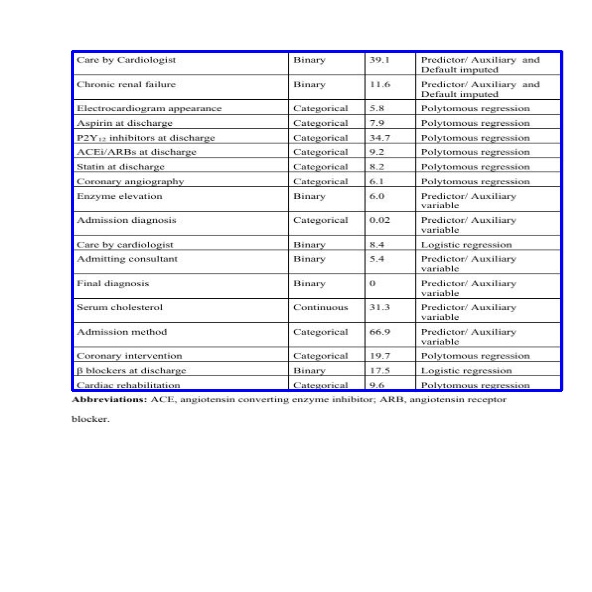 Care by Cardiologist Binary 39.1 Predictor/ Auxiliary and
Default imputed
Chronic renal failure Binary 11.6 Predictor/ Auxiliary and
Default imputed
Electrocardiogram appearance Categorical 5.8 Polytomous regression
Aspirin at discharge Categorical 7.9 Polytomous regression
P2Y₁₂ inhibitors at discharge Categorical 34.7 Polytomous regression
ACEi/ARBs at discharge Categorical 9.2 Polytomous regression
Statin at discharge Categorical 8.2 Polytomous regression
Coronary angiography Categorical 6.1 Polytomous regression
Enzyme elevation Binary 6.0 Predictor/ Auxiliary
variable
Admission diagnosis Categorical 0.02 Predictor/ Auxiliary
variable
Care by cardiologist Binary 8.4 Logistic regression
Admitting consultant Binary 5.4 Predictor/ Auxiliary
variable
Final diagnosis Binary 0 Predictor/ Auxiliary
variable
Serum cholesterol Continuous 31.3 Predictor/ Auxiliary
variable
Admission method Categorical 66.9 Predictor/ Auxiliary
variable
Coronary intervention Categorical 19.7 Polytomous regression
β blockers at discharge Binary 17.5 Logistic regression
Cardiac rehabilitation Categorical 9.6 Polytomous regression
Abbreviations: ACE, angiotensin converting enzyme inhibitor; ARB, angiotensin receptor
blocker.